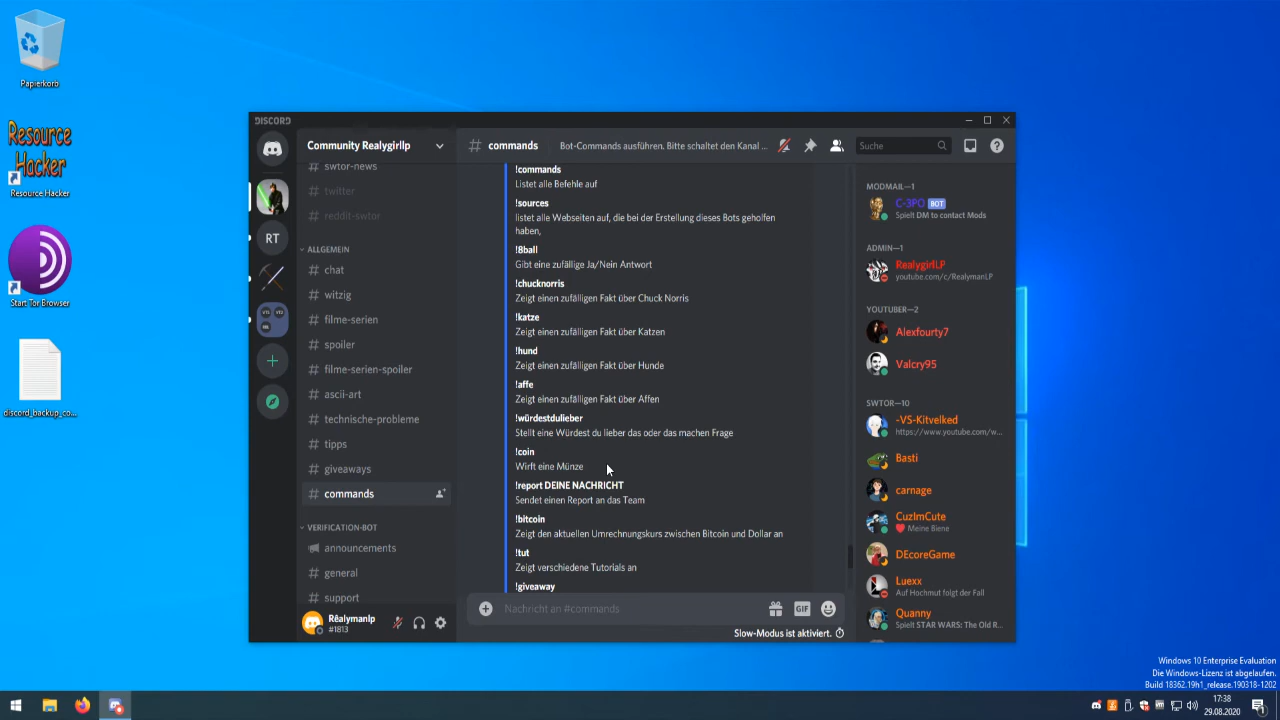 Papierkorb
Resource Hacker
Resource Hacker
Start Tor Browser
discord_backup_co...
DISCORD
Community Realygirllp
swtor-news
twitter
reddit-swtor
ALLGEMEIN
# chat
# witzig
# filme-serien
# spoiler
# filme-serien-spoiler
# ascii-art
# technische-probleme
# tipps
# giveaways
# commands
VERIFICATION-BOT
announcements
# general
# support
RT
Rêalymanlp
#1813
# commands
Bot-Commands ausführen. Bitte schaltet den Kanal ...
Suche
!commands
Listet alle Befehle auf
!sources
listet alle Webseiten auf, die bei der Erstellung dieses Bots geholfen
haben,
!8ball
Gibt eine zufällige Ja/Nein Antwort
!chucknorris
Zeigt einen zufälligen Fakt über Chuck Norris
!katze
Zeigt einen zufälligen Fakt über Katzen
!hund
Zeigt einen zufälligen Fakt über Hunde
!affe
Zeigt einen zufälligen Fakt über Affen
!würdestdulieber
Stellt eine Würdest du lieber das oder das machen Frage
!coin
Wirft eine Münze
!report DEINE NACHRICHT
Sendet einen Report an das Team
!bitcoin
Zeigt den aktuellen Umrechnungskurs zwischen Bitcoin und Dollar an
!tut
Zeigt verschiedene Tutorials an
!giveaway
Nachricht an #commands
GIF
Slow-Modus ist aktiviert.
MODMAIL—1
C-3PO BOT
Spielt DM to contact Mods
ADMIN—1
RealygirlLP
youtube.com/c/RealymanLP
YOUTUBER—2
Alexfourty7
Valcry95
SWTOR—10
-VS-Kitvelked
https://www.youtube.com/w...
Basti
carnage
CuzImCute
Meine Biene
DEcoreGame
Luexx
Auf Hochmut folgt der Fall
Quanny
Spielt STAR WARS: The Old R...
Windows 10 Enterprise Evaluation
Die Windows-Lizenz ist abgelaufen.
Build 18362.19h1_release.190318-1202
17:38
29.08.2020